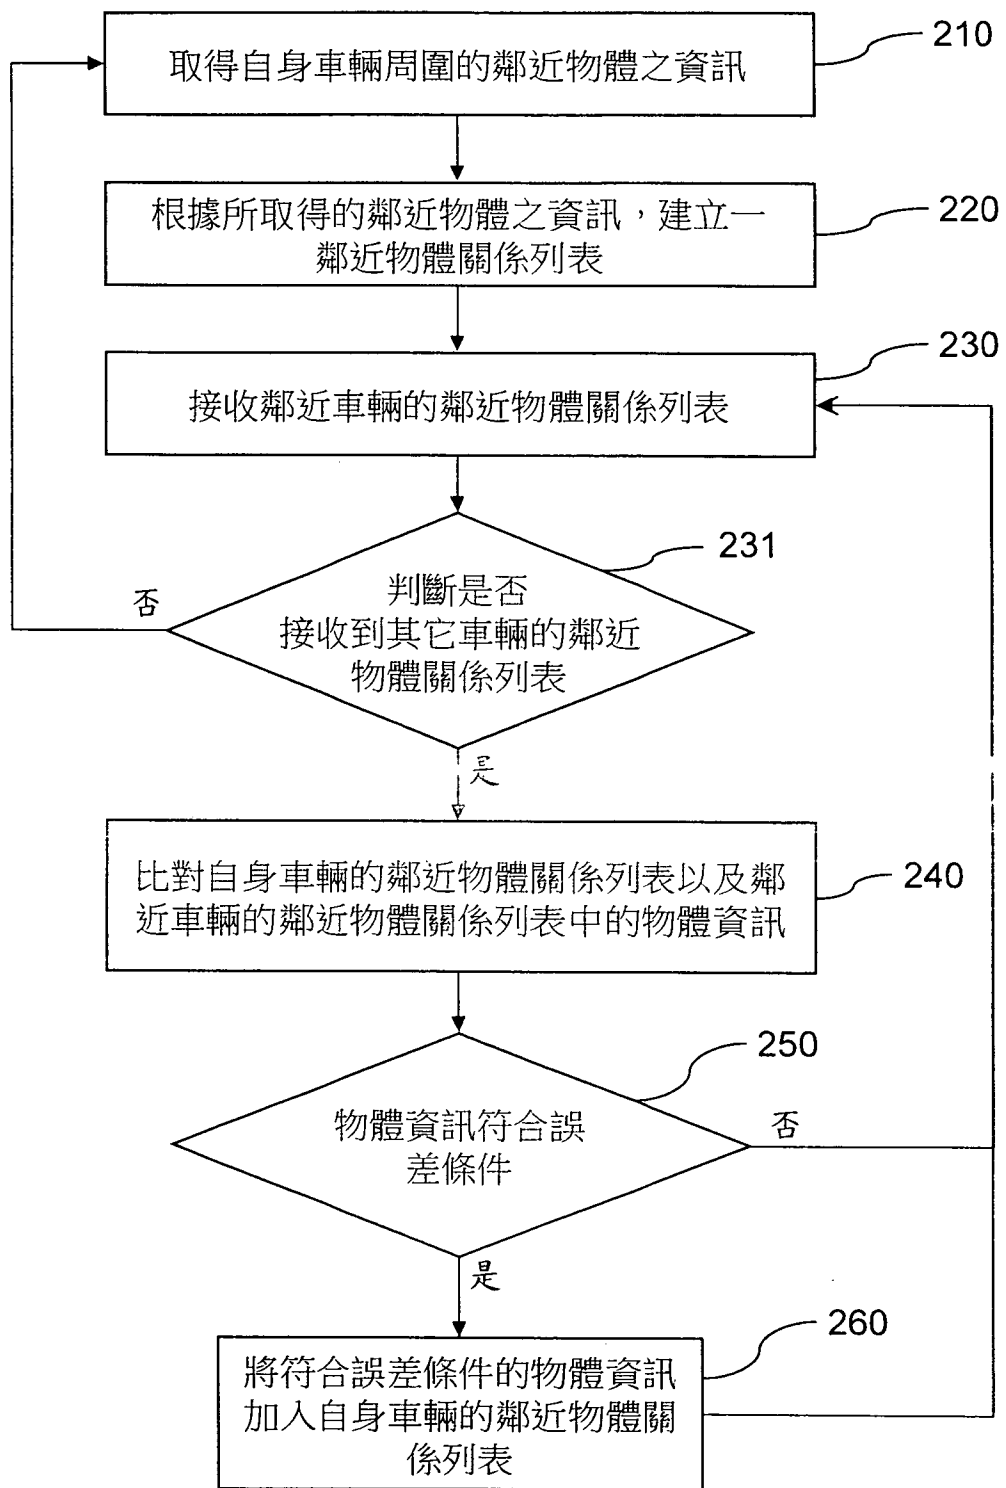 取得自身車輛周圍的鄰近物體之資訊
210
根據所取得的鄰近物體之資訊，建立一
鄰近物體關係列表
220
230
接收鄰近車輛的鄰近物體關係列表
231
判斷是否
接收到其它車輛的鄰近
物體關係列表
否
是
比對自身車輛的鄰近物體關係列表以及鄰
近車輛的鄰近物體關係列表中的物體資訊
240
250
物體資訊符合誤
差條件
否
是
260
將符合誤差條件的物體資訊
加入自身車輛的鄰近物體關
係列表